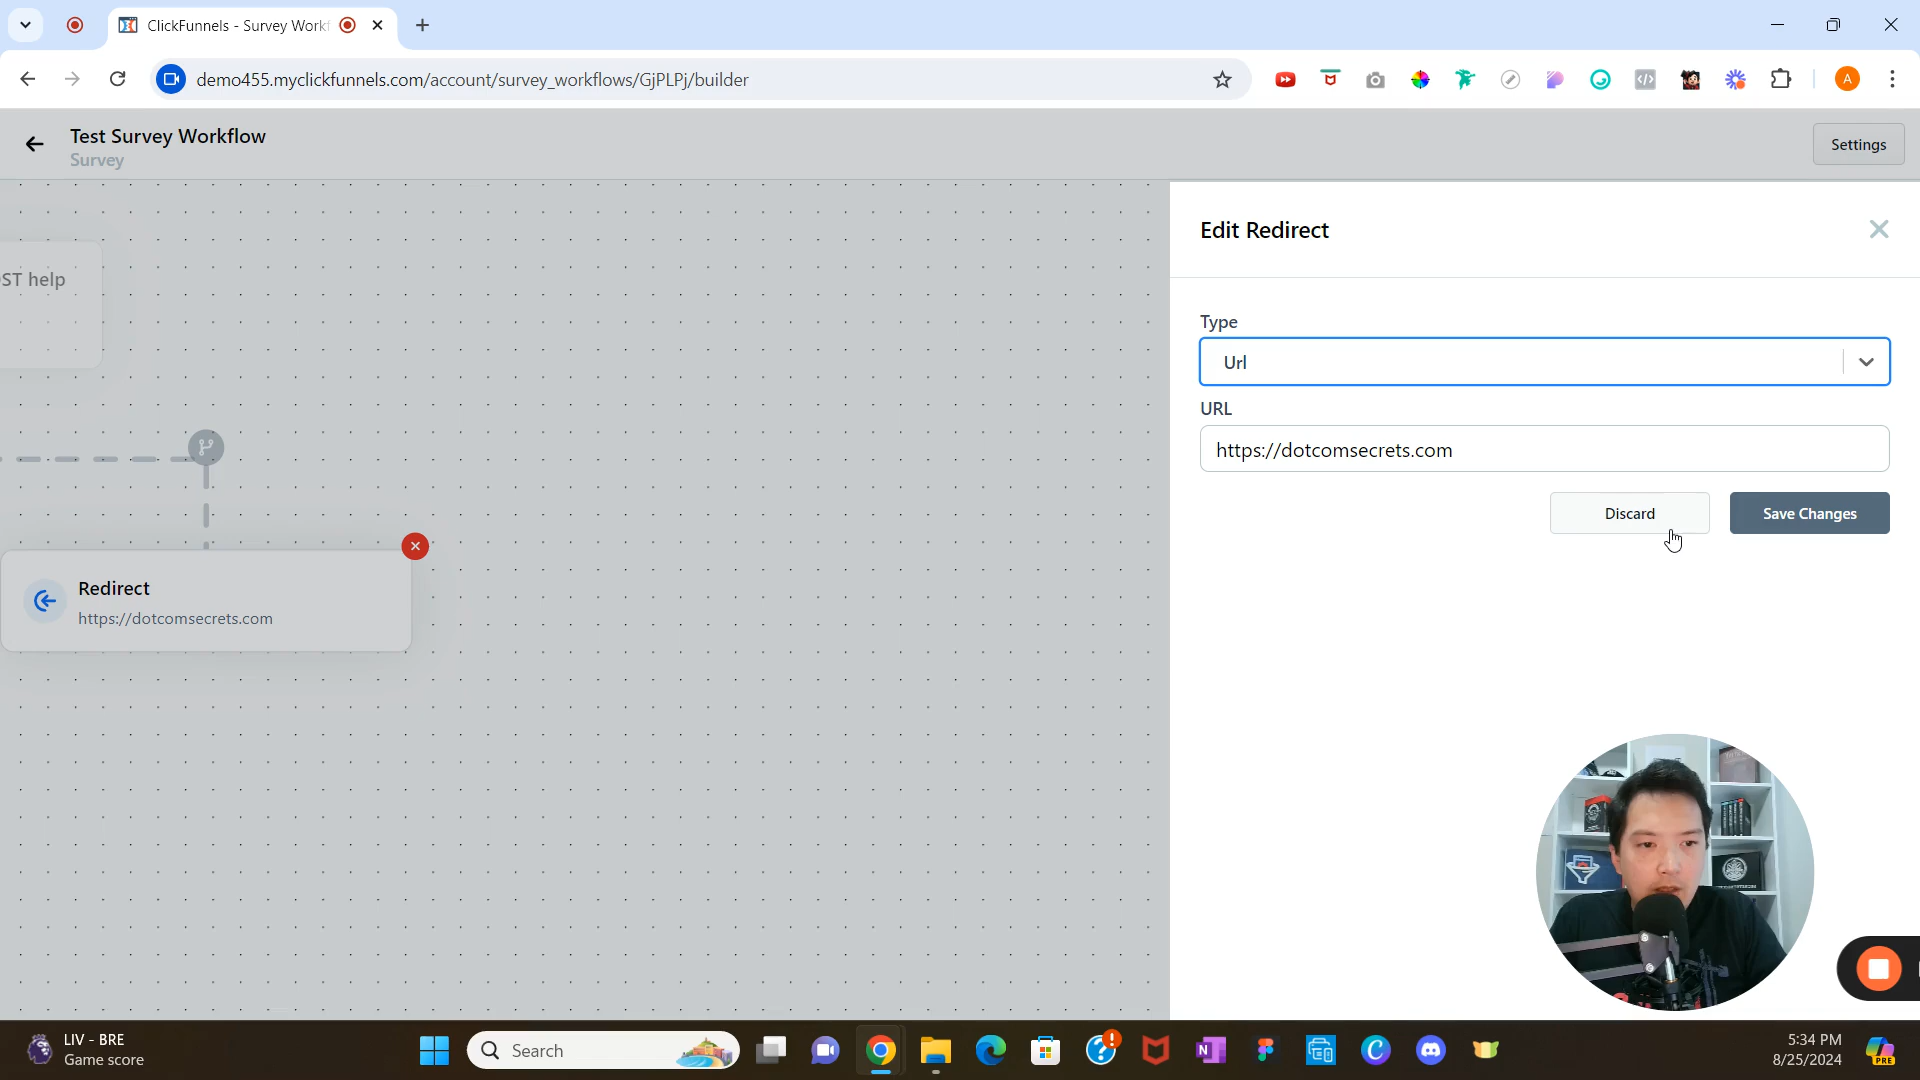 ClickFunnels - Survey Workf
demo455.myclickfunnels.com/account/survey_workflows/GjPLPj/builder
A
Test Survey Workflow
Survey
Settings
ST help
Redirect
https://dotcomsecrets.com
Edit Redirect
Type
Url
URL
https://dotcomsecrets.com
Discard
Save Changes
LIV - BRE
Game score
Search
5:34 PM
8/25/2024
PRE